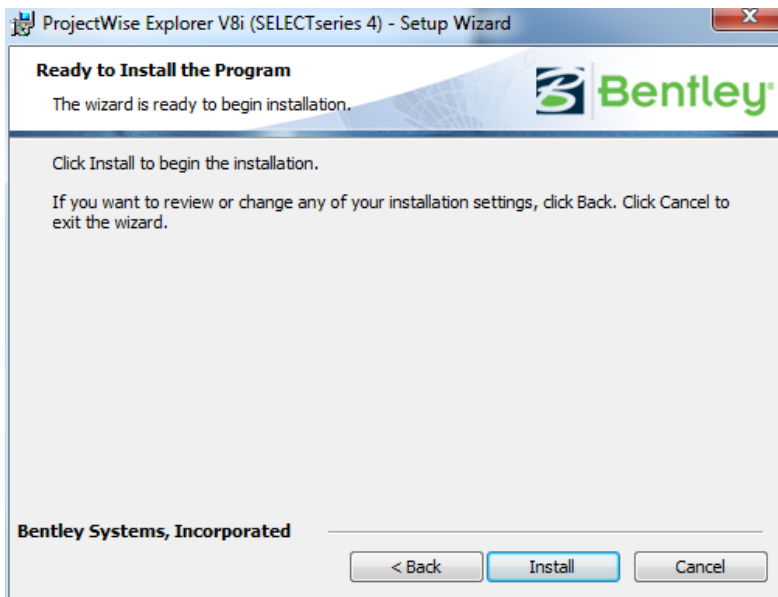 ProjectWise Explorer V8i (SELECTseries 4) - Setup Wizard
Ready to Install the Program
The wizard is ready to begin installation.
Bentley
Click Install to begin the installation.
If you want to review or change any of your installation settings, click Back. Click Cancel to
exit the wizard.
Bentley Systems, Incorporated
< Back
Install
Cancel